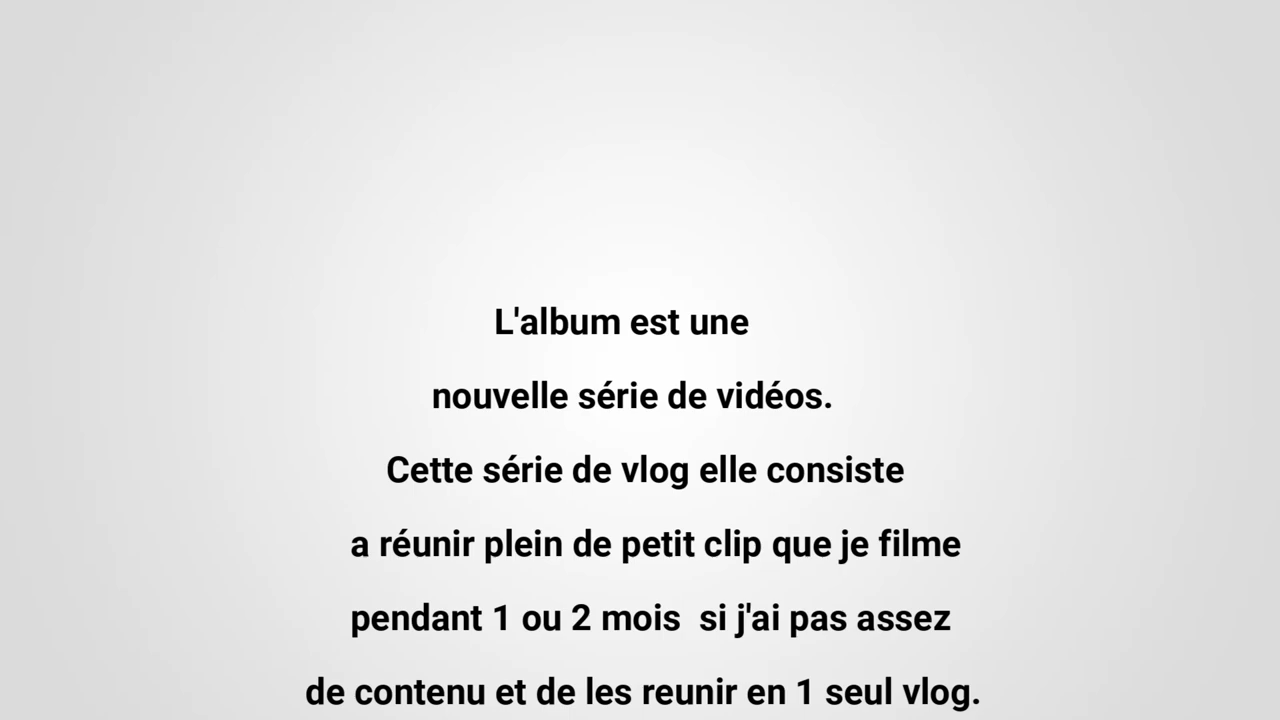 L'album est une
nouvelle série de vidéos.
Cette série de vlog elle consiste
a réunir plein de petit clip que je filme
pendant 1 ou 2 mois  si j'ai pas assez
de contenu et de les reunir en 1 seul vlog.